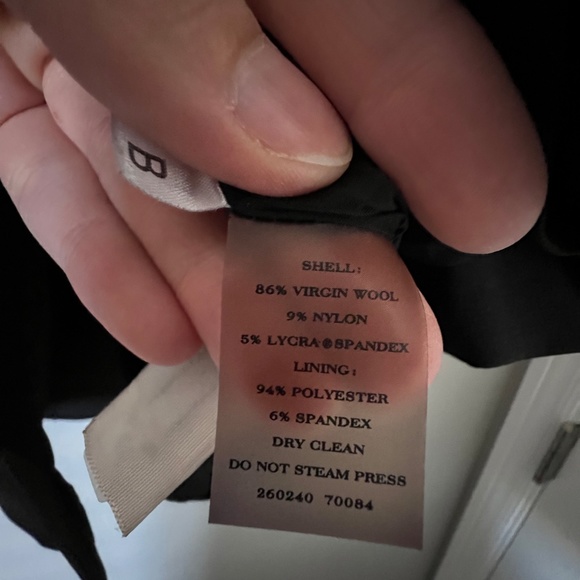 B
SHELL:
86% VIRGIN WOOL
9% NYLON
5% LYCRA®SPANDEX
LINING:
94% POLYESTER
6% SPANDEX
DRY CLEAN
DO NOT STEAM PRESS
260240 70084